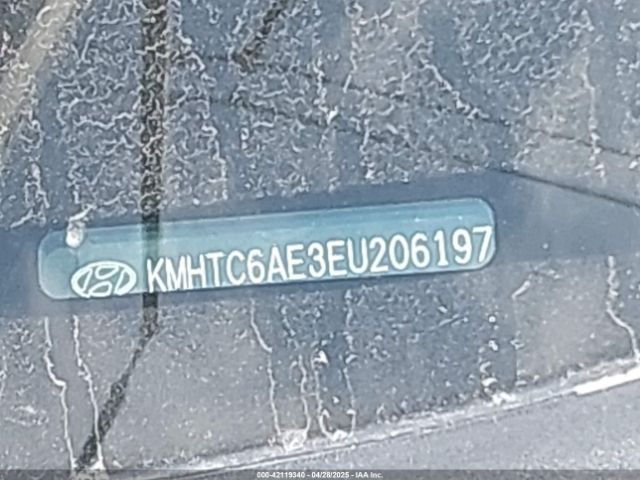 KMHTC6AE3EU206197
000-42119340 - 04/28/2025 - IAA Inc.